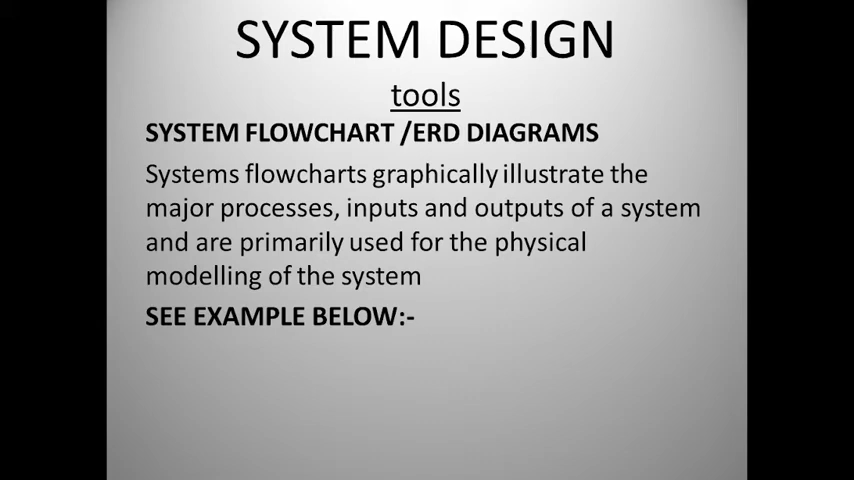 SYSTEM DESIGN
tools
SYSTEM FLOWCHART /ERD DIAGRAMS
Systems flowcharts graphically illustrate the
major processes, inputs and outputs of a system
and are primarily used for the physical
modelling of the system
SEE EXAMPLE BELOW:-